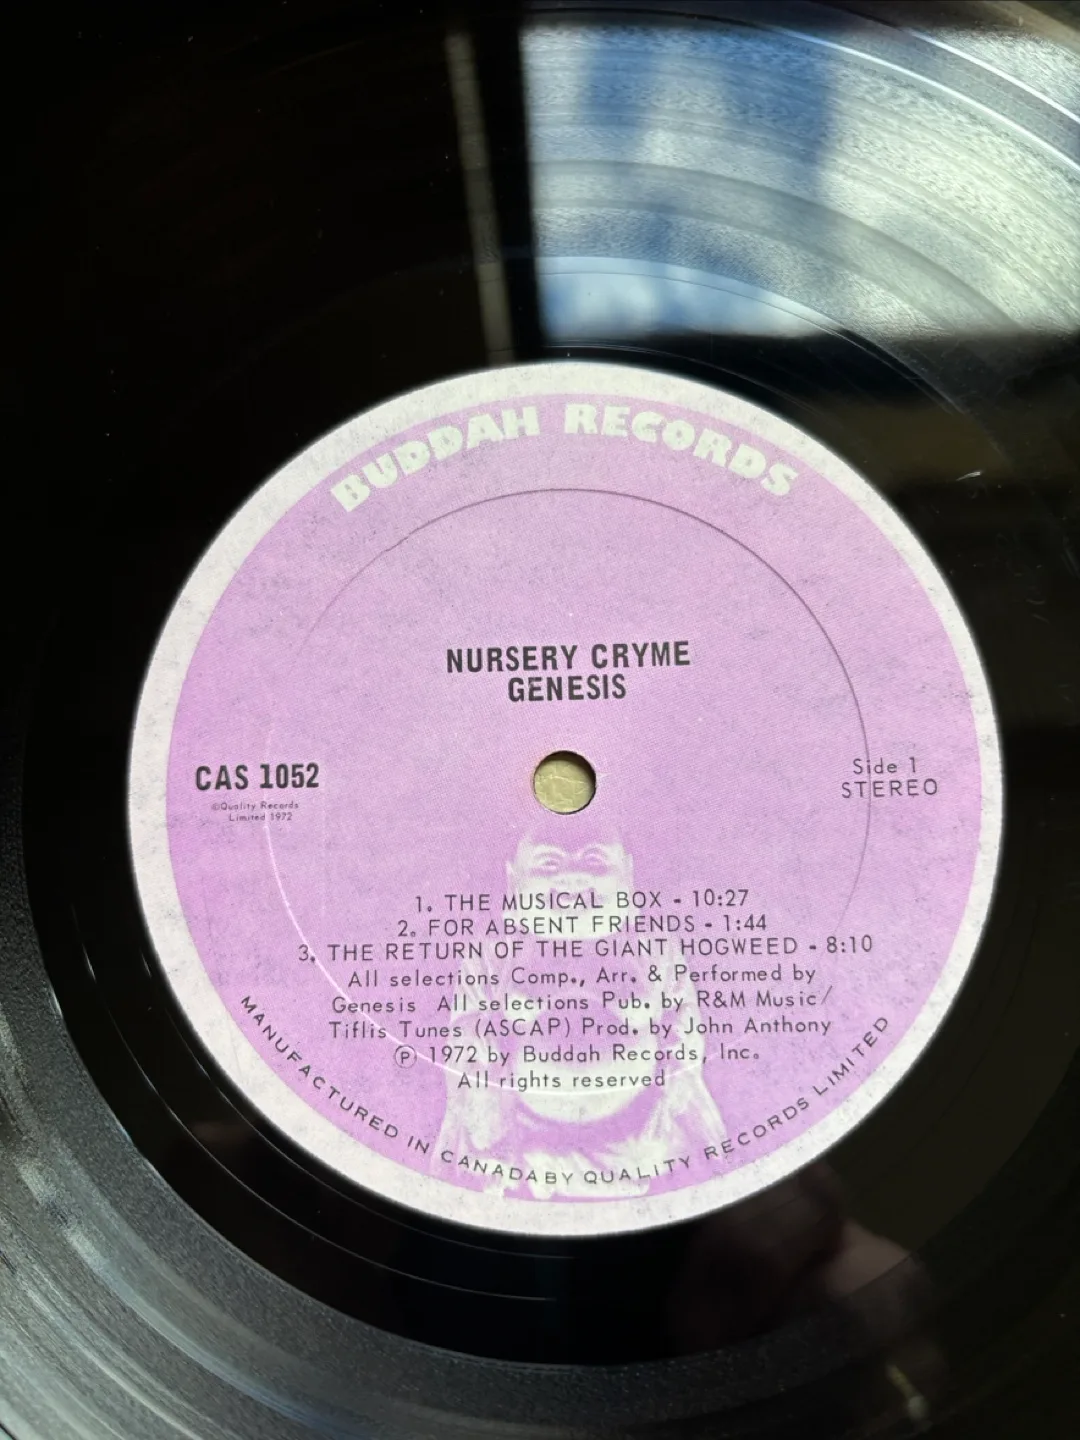 BUDDAH RECORDS
NURSERY CRYME
GENESIS
CAS 1052
©Quality Records
Limited 1972
Side 1
STEREO
1. THE MUSICAL BOX - 10:27
2. FOR ABSENT FRIENDS - 1:44
3. THE RETURN OF THE GIANT HOGWEED - 8:10
All selections Comp., Arr. & Performed by
Genesis All selections Pub. by R&M Music/
Tiflis Tunes (ASCAP) Prod. by John Anthony
℗ 1972 by Buddah Records, Inc.
All rights reserved
MANUFACTURED IN CANADA BY QUALITY RECORDS LIMITED